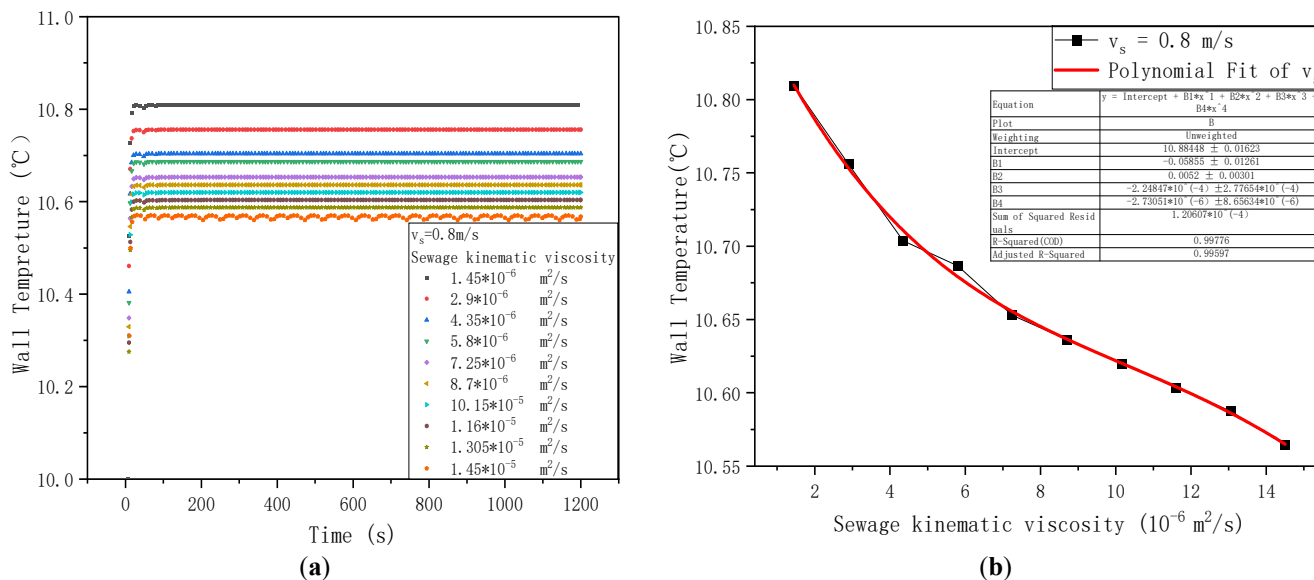 11.0
10.8
10.6
10.4
10.2
10.0
Wall Tempreture (℃)
v_s=0.8m/s
Sewage kinematic viscosity
1.45*10^-6 m^2/s
2.9*10^-6 m^2/s
4.35*10^-6 m^2/s
5.8*10^-6 m^2/s
7.25*10^-6 m^2/s
8.7*10^-6 m^2/s
10.15*10^-5 m^2/s
1.16*10^-5 m^2/s
1.305*10^-5 m^2/s
1.45*10^-5 m^2/s
0 200 400 600 800 1000 1200
Time (s)
(a)
10.85
10.80
10.75
10.70
10.65
10.60
10.55
Wall Temperature(℃)
v_s = 0.8 m/s
Polynomial Fit of v
Equation y = Intercept + B1*x^1 + B2*x^2 + B3*x^3 +
B4*x^4
Plot B
Weighting Unweighted
Intercept 10.88448 ± 0.01623
B1 -0.05855 ± 0.01261
B2 0.0052 ± 0.00301
B3 -2.24847*10^(-4) ±2.77654*10^(-4)
B4 -2.73051*10^(-6) ±8.65634*10^(-6)
Sum of Squared Resid
uals 1.20607*10^(-4)
R-Squared(COD) 0.99776
Adjusted R-Squared 0.99597
2 4 6 8 10 12 14
Sewage kinematic viscosity (10^-6 m^2/s)
(b)